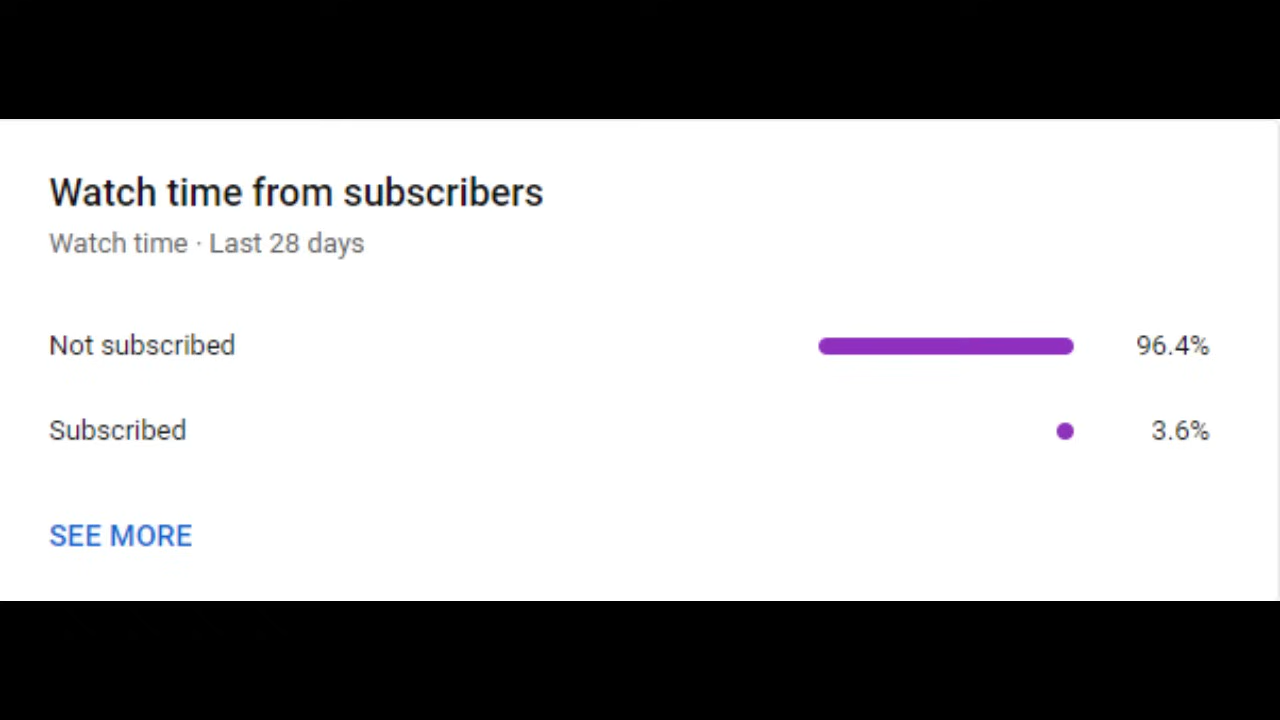 Watch time from subscribers
Watch time · Last 28 days
Not subscribed 96.4%
Subscribed 3.6%
SEE MORE